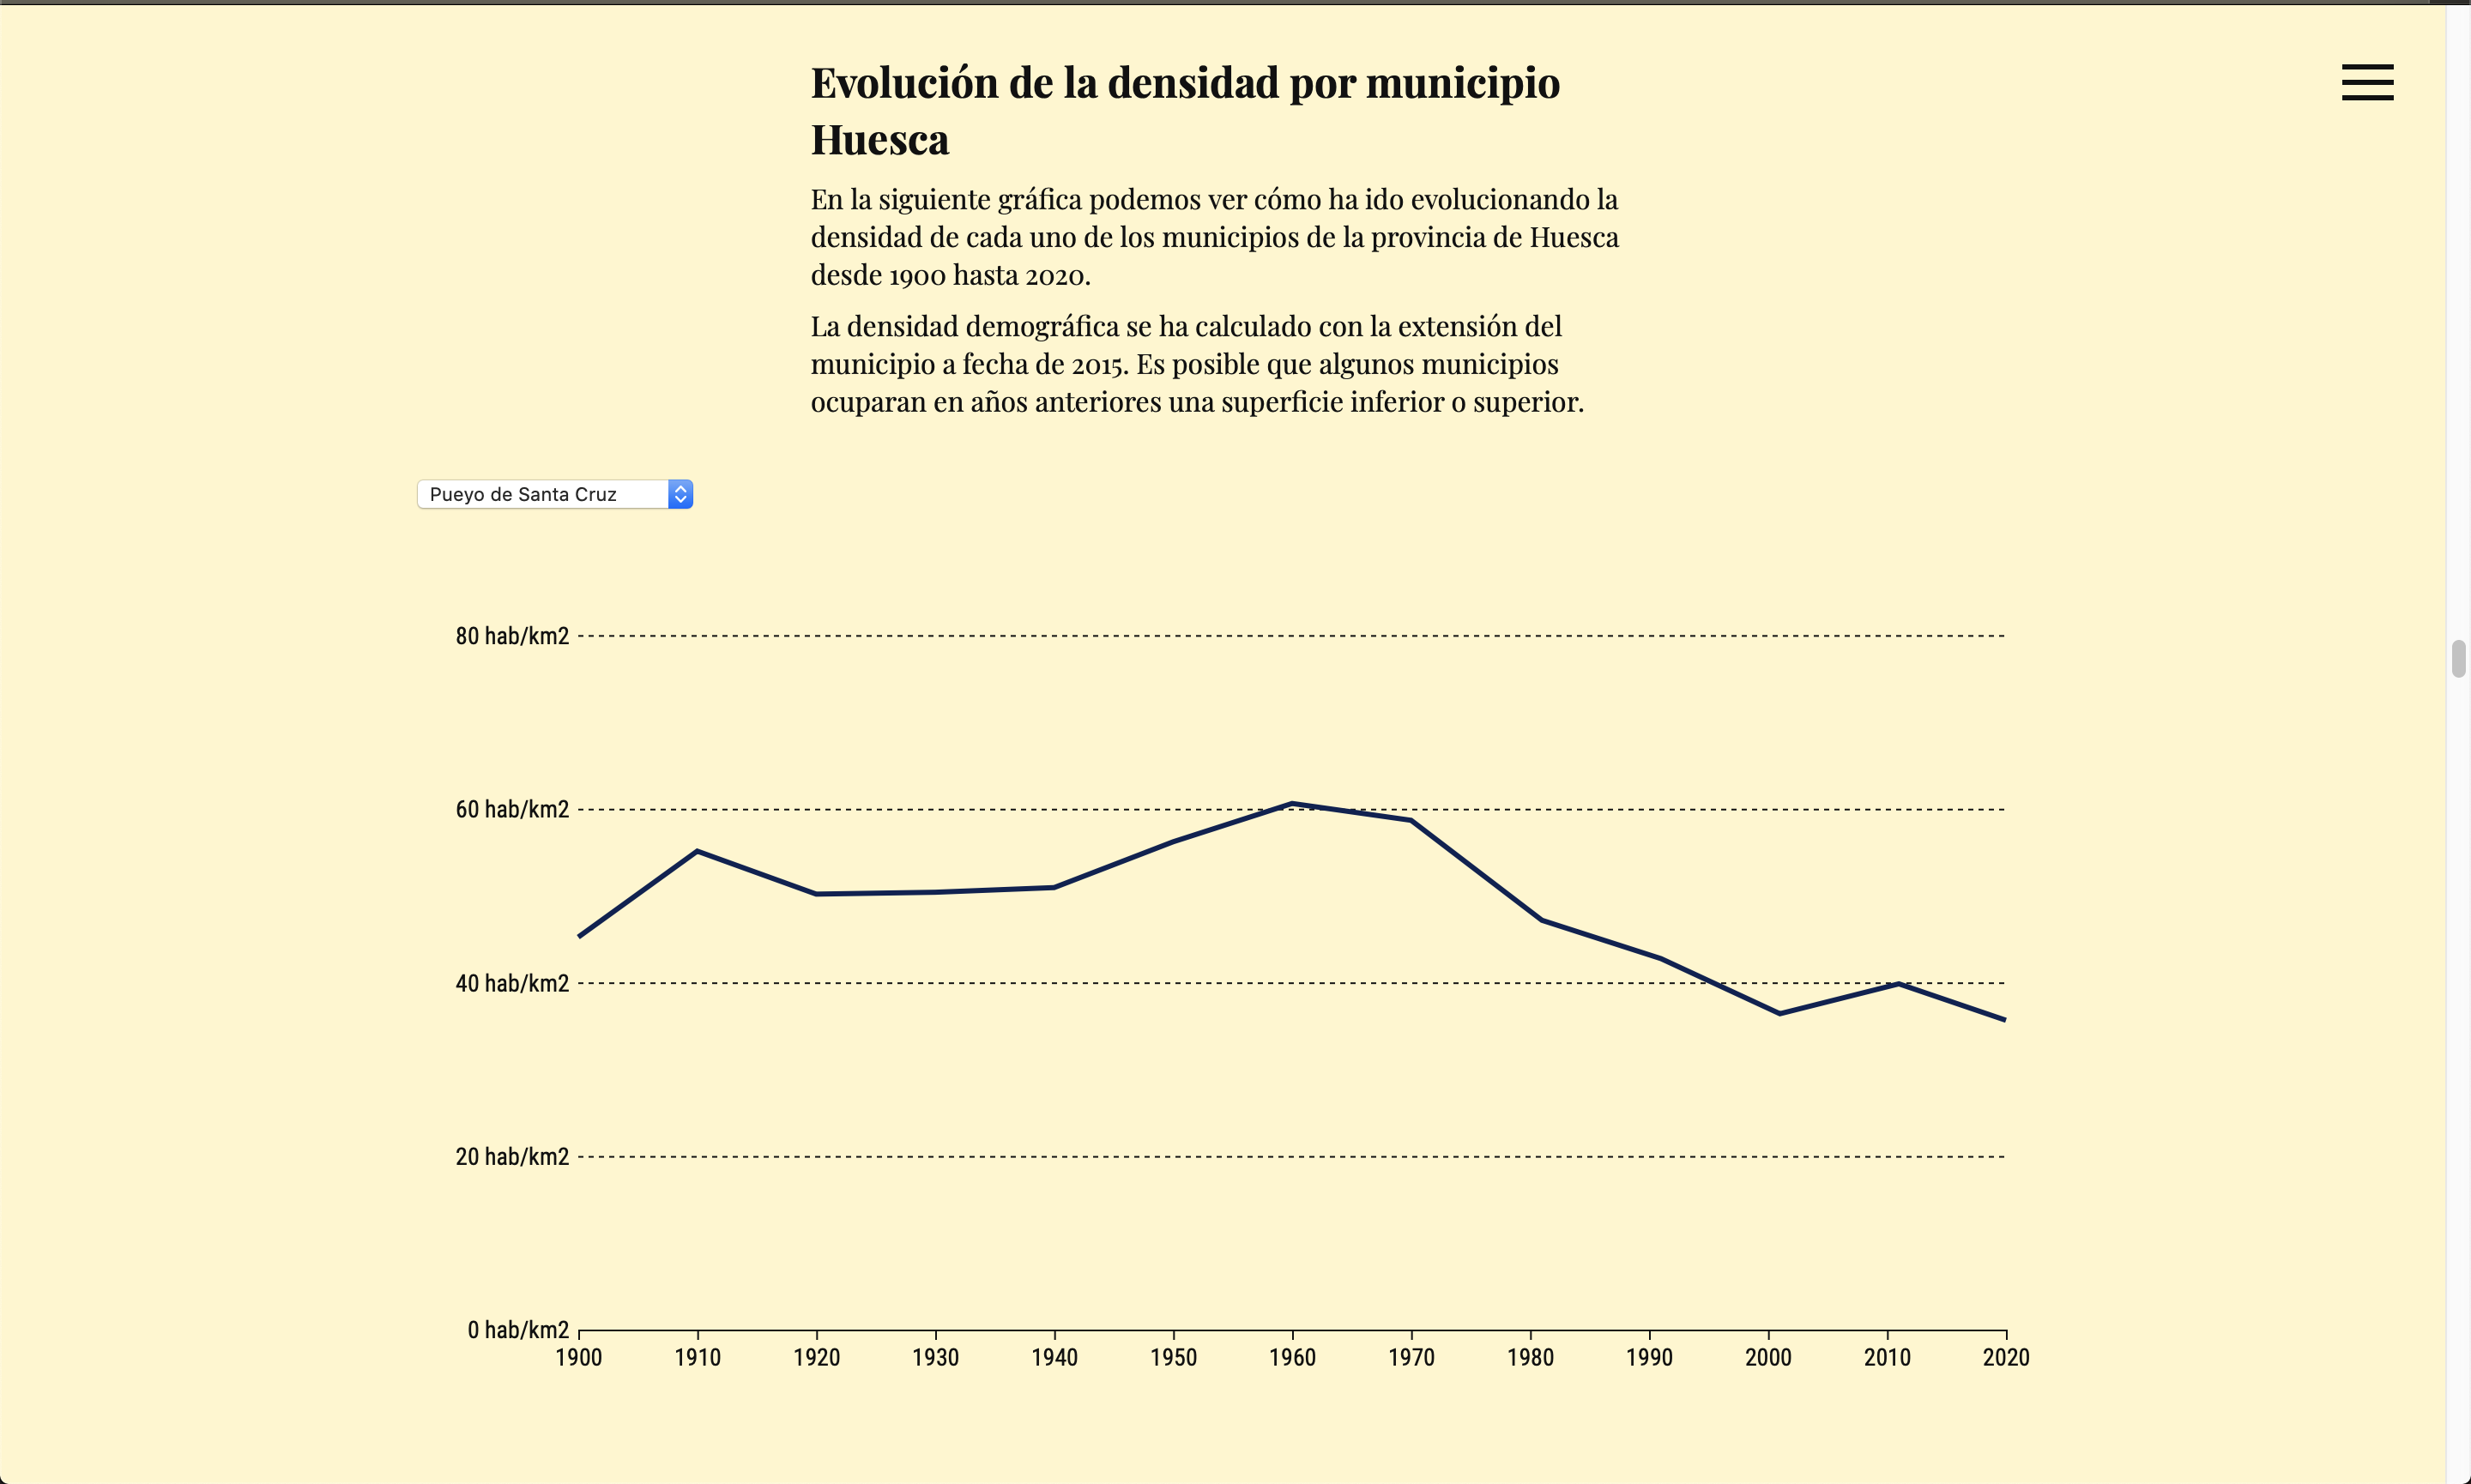 Evolución de la densidad por municipio
Huesca
En la siguiente gráfica podemos ver cómo ha ido evolucionando la
densidad de cada uno de los municipios de la provincia de Huesca
desde 1900 hasta 2020.
La densidad demográfica se ha calculado con la extensión del
municipio a fecha de 2015. Es posible que algunos municipios
ocuparan en años anteriores una superficie inferior o superior.
Pueyo de Santa Cruz
80 hab/km2
60 hab/km2
40 hab/km2
20 hab/km2
0 hab/km2
1900 1910 1920 1930 1940 1950 1960 1970 1980 1990 2000 2010 2020